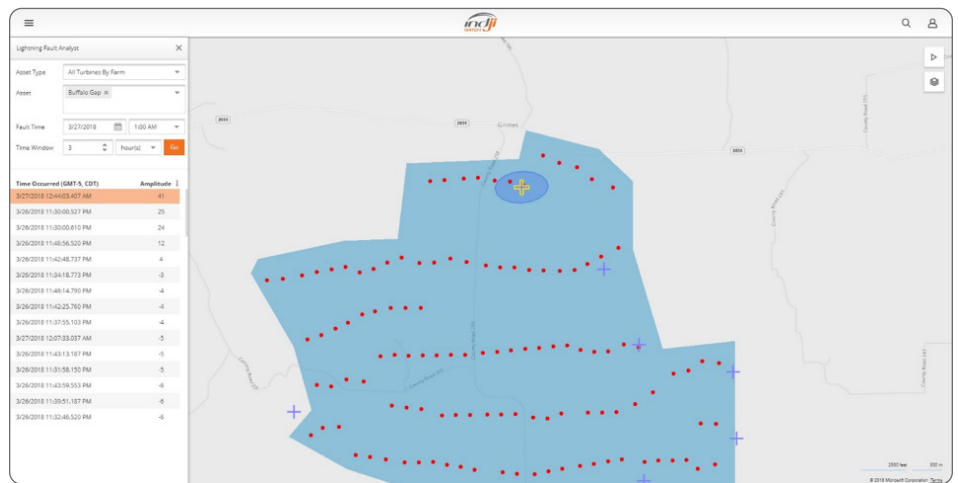 indji
WATCH
Lightning Fault Analyst
Asset Type
All Turbines By Farm
Asset
Buffalo Gap
Fault Time
3/27/2018
1:00 AM
Time Window
3
hour(s)
Go
Time Occurred (GMT-5, CDT) Amplitude
3/27/2018 12:44:03.407 AM 41
3/26/2018 11:30:00.527 PM 25
3/26/2018 11:30:00.610 PM 24
3/26/2018 11:46:56.520 PM 12
3/26/2018 11:42:48.737 PM 4
3/26/2018 11:34:18.773 PM -3
3/26/2018 11:46:14.790 PM -4
3/26/2018 11:42:25.760 PM -4
3/26/2018 11:37:55.103 PM -4
3/27/2018 12:07:33.037 AM -5
3/26/2018 11:43:13.187 PM -5
3/26/2018 11:31:58.150 PM -5
3/26/2018 11:43:59.553 PM -6
3/26/2018 11:39:51.187 PM -6
3/26/2018 11:32:46.520 PM -6
Grimes
2500 feet 500 m
© 2018 Microsoft Corporation Terms